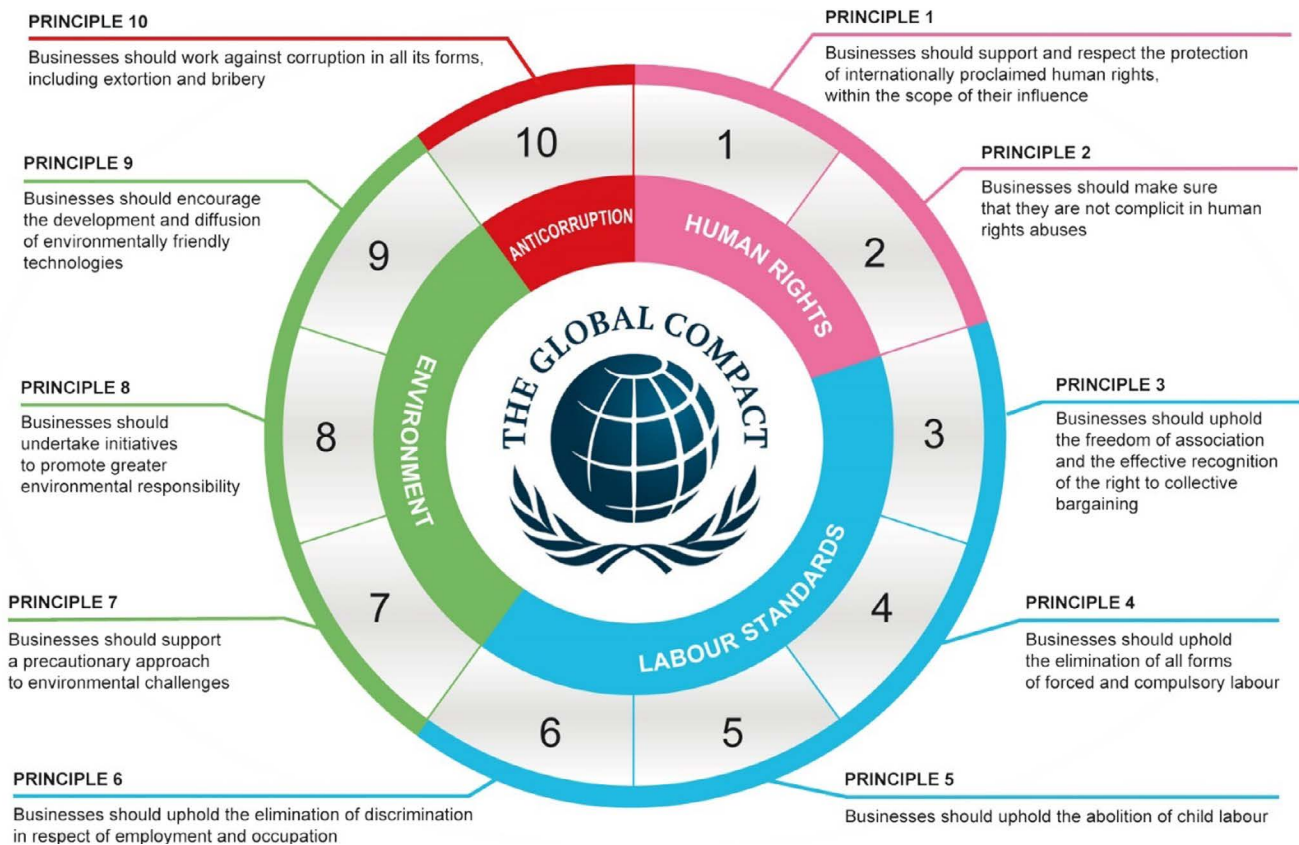 PRINCIPLE 10
Businesses should work against corruption in all its forms,
including extortion and bribery
PRINCIPLE 1
Businesses should support and respect the protection
of internationally proclaimed human rights,
within the scope of their influence
PRINCIPLE 9
Businesses should encourage
the development and diffusion
of environmentally friendly
technologies
PRINCIPLE 2
Businesses should make sure
that they are not complicit in human
rights abuses
PRINCIPLE 8
Businesses should
undertake initiatives
to promote greater
environmental responsibility
PRINCIPLE 3
Businesses should uphold
the freedom of association
and the effective recognition
of the right to collective
bargaining
PRINCIPLE 7
Businesses should support
a precautionary approach
to environmental challenges
PRINCIPLE 4
Businesses should uphold
the elimination of all forms
of forced and compulsory labour
PRINCIPLE 6
Businesses should uphold the elimination of discrimination
in respect of employment and occupation
PRINCIPLE 5
Businesses should uphold the abolition of child labour
1
2
3
4
5
6
7
8
9
10
HUMAN RIGHTS
LABOUR STANDARDS
ENVIRONMENT
ANTICORRUPTION
THE GLOBAL COMPACT